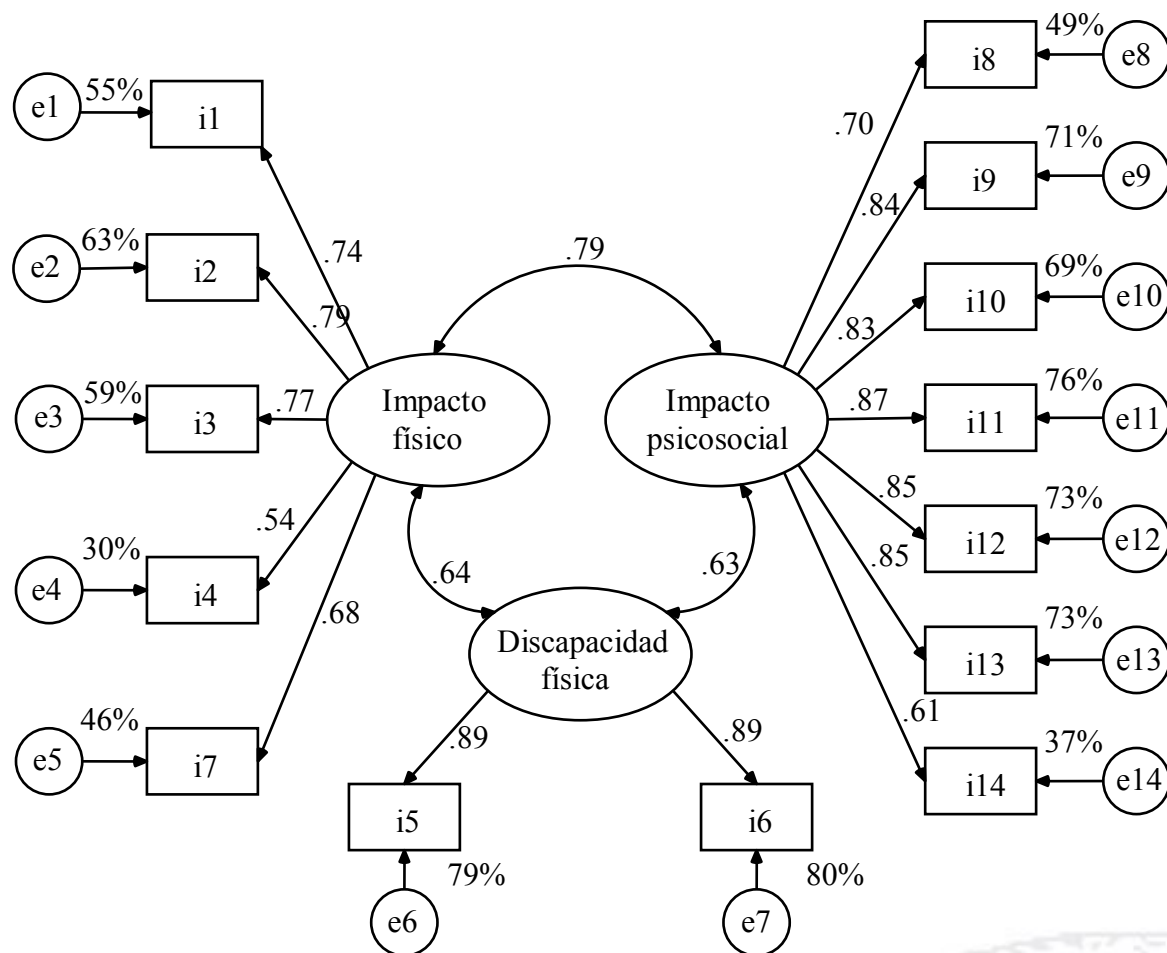 49%
e8
i8
55%
e1
i1
.70
71%
e9
i9
.84
63%
e2
i2
.74
.79
69%
e10
i10
.79
.83
59%
e3
i3
.77
Impacto
físico
Impacto
psicosocial
.87
76%
e11
i11
.85
73%
e12
i12
30%
e4
i4
.54
.64
.63
.85
.68
Discapacidad
física
73%
e13
i13
46%
e5
i7
.61
.89
.89
37%
e14
i14
i5
i6
79%
80%
e6
e7